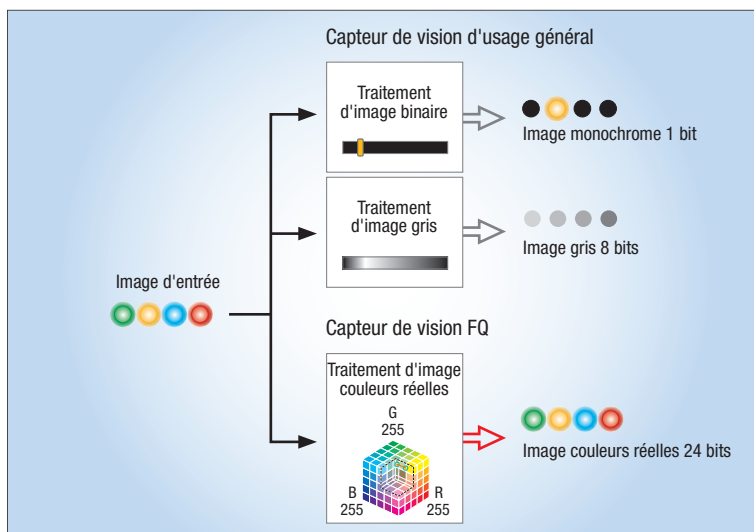 Capteur de vision d'usage général
Traitement
d'image binaire
Image monochrome 1 bit
Traitement
d'image gris
Image gris 8 bits
Image d'entrée
Capteur de vision FQ
Traitement d'image
couleurs réelles
G
255
B
255
R
255
Image couleurs réelles 24 bits